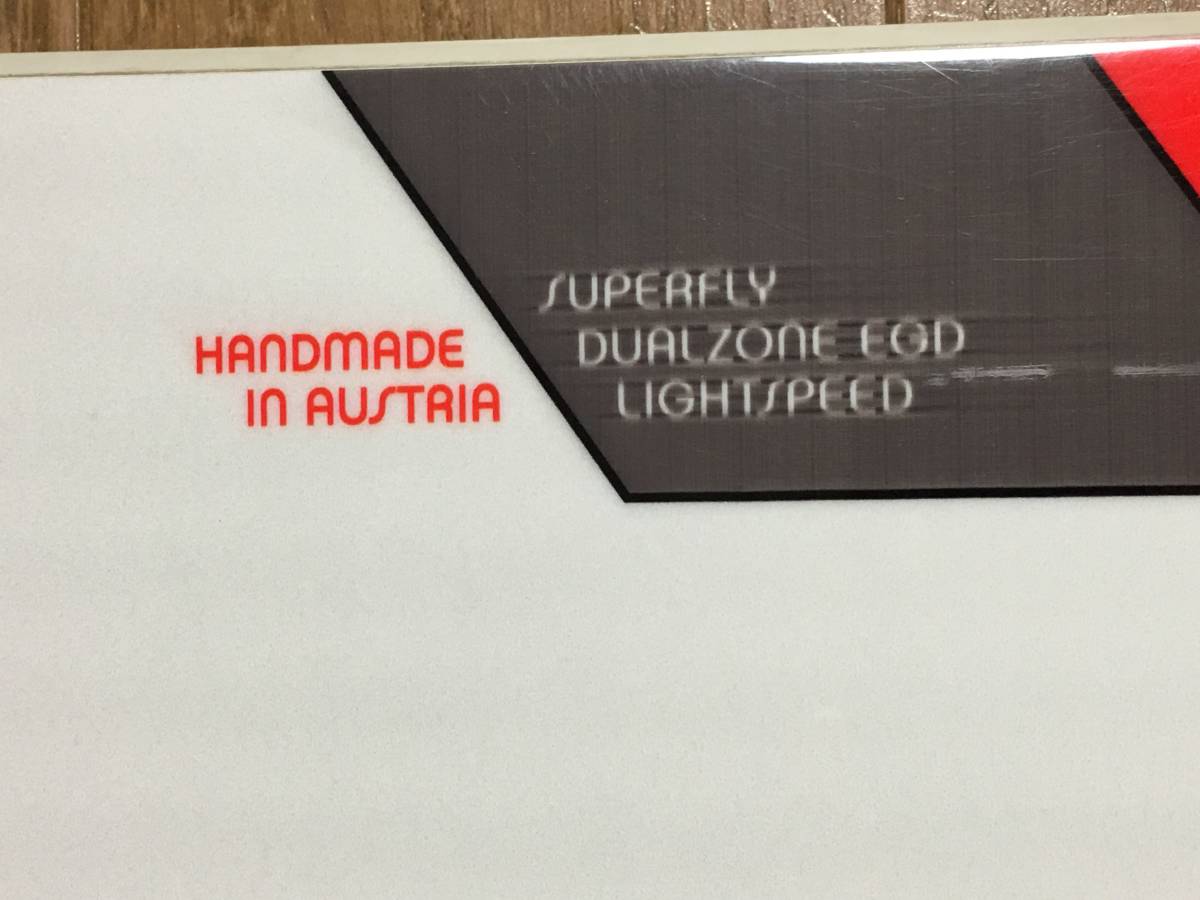 HANDMADE
IN AUSTRIA
SUPERFLY
DUALZONE EGD
LIGHTSPEED